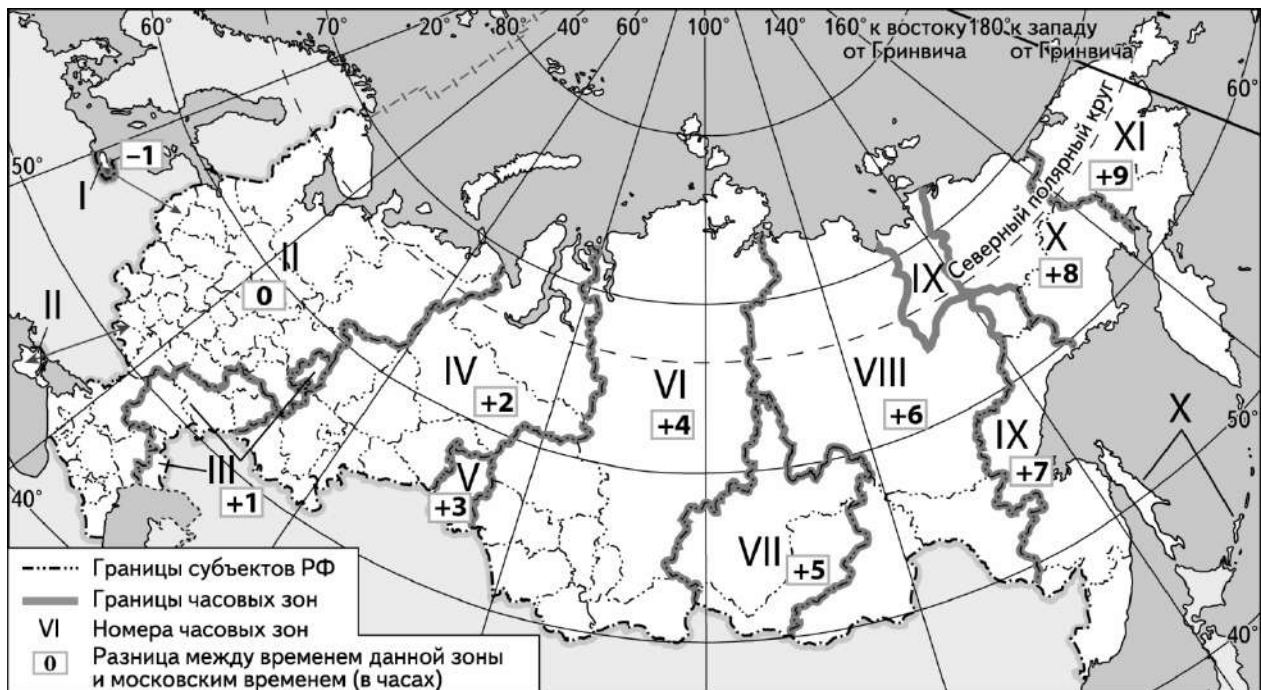 60° 70° 20° 40° 60° 80° 100° 120° 140° 160° к востоку 180° к западу
от Гринвича от Гринвича
60°
50°
−1
I
Северный полярный круг
XI
+9
II
0
IX
X
+8
II
IV
+2
VI
+4
VIII
+6
X
50°
IX
+7
40°
III
+1
V
+3
VII
+5
40°
Границы субъектов РФ
Границы часовых зон
VI Номера часовых зон
0 Разница между временем данной зоны
и московским временем (в часах)